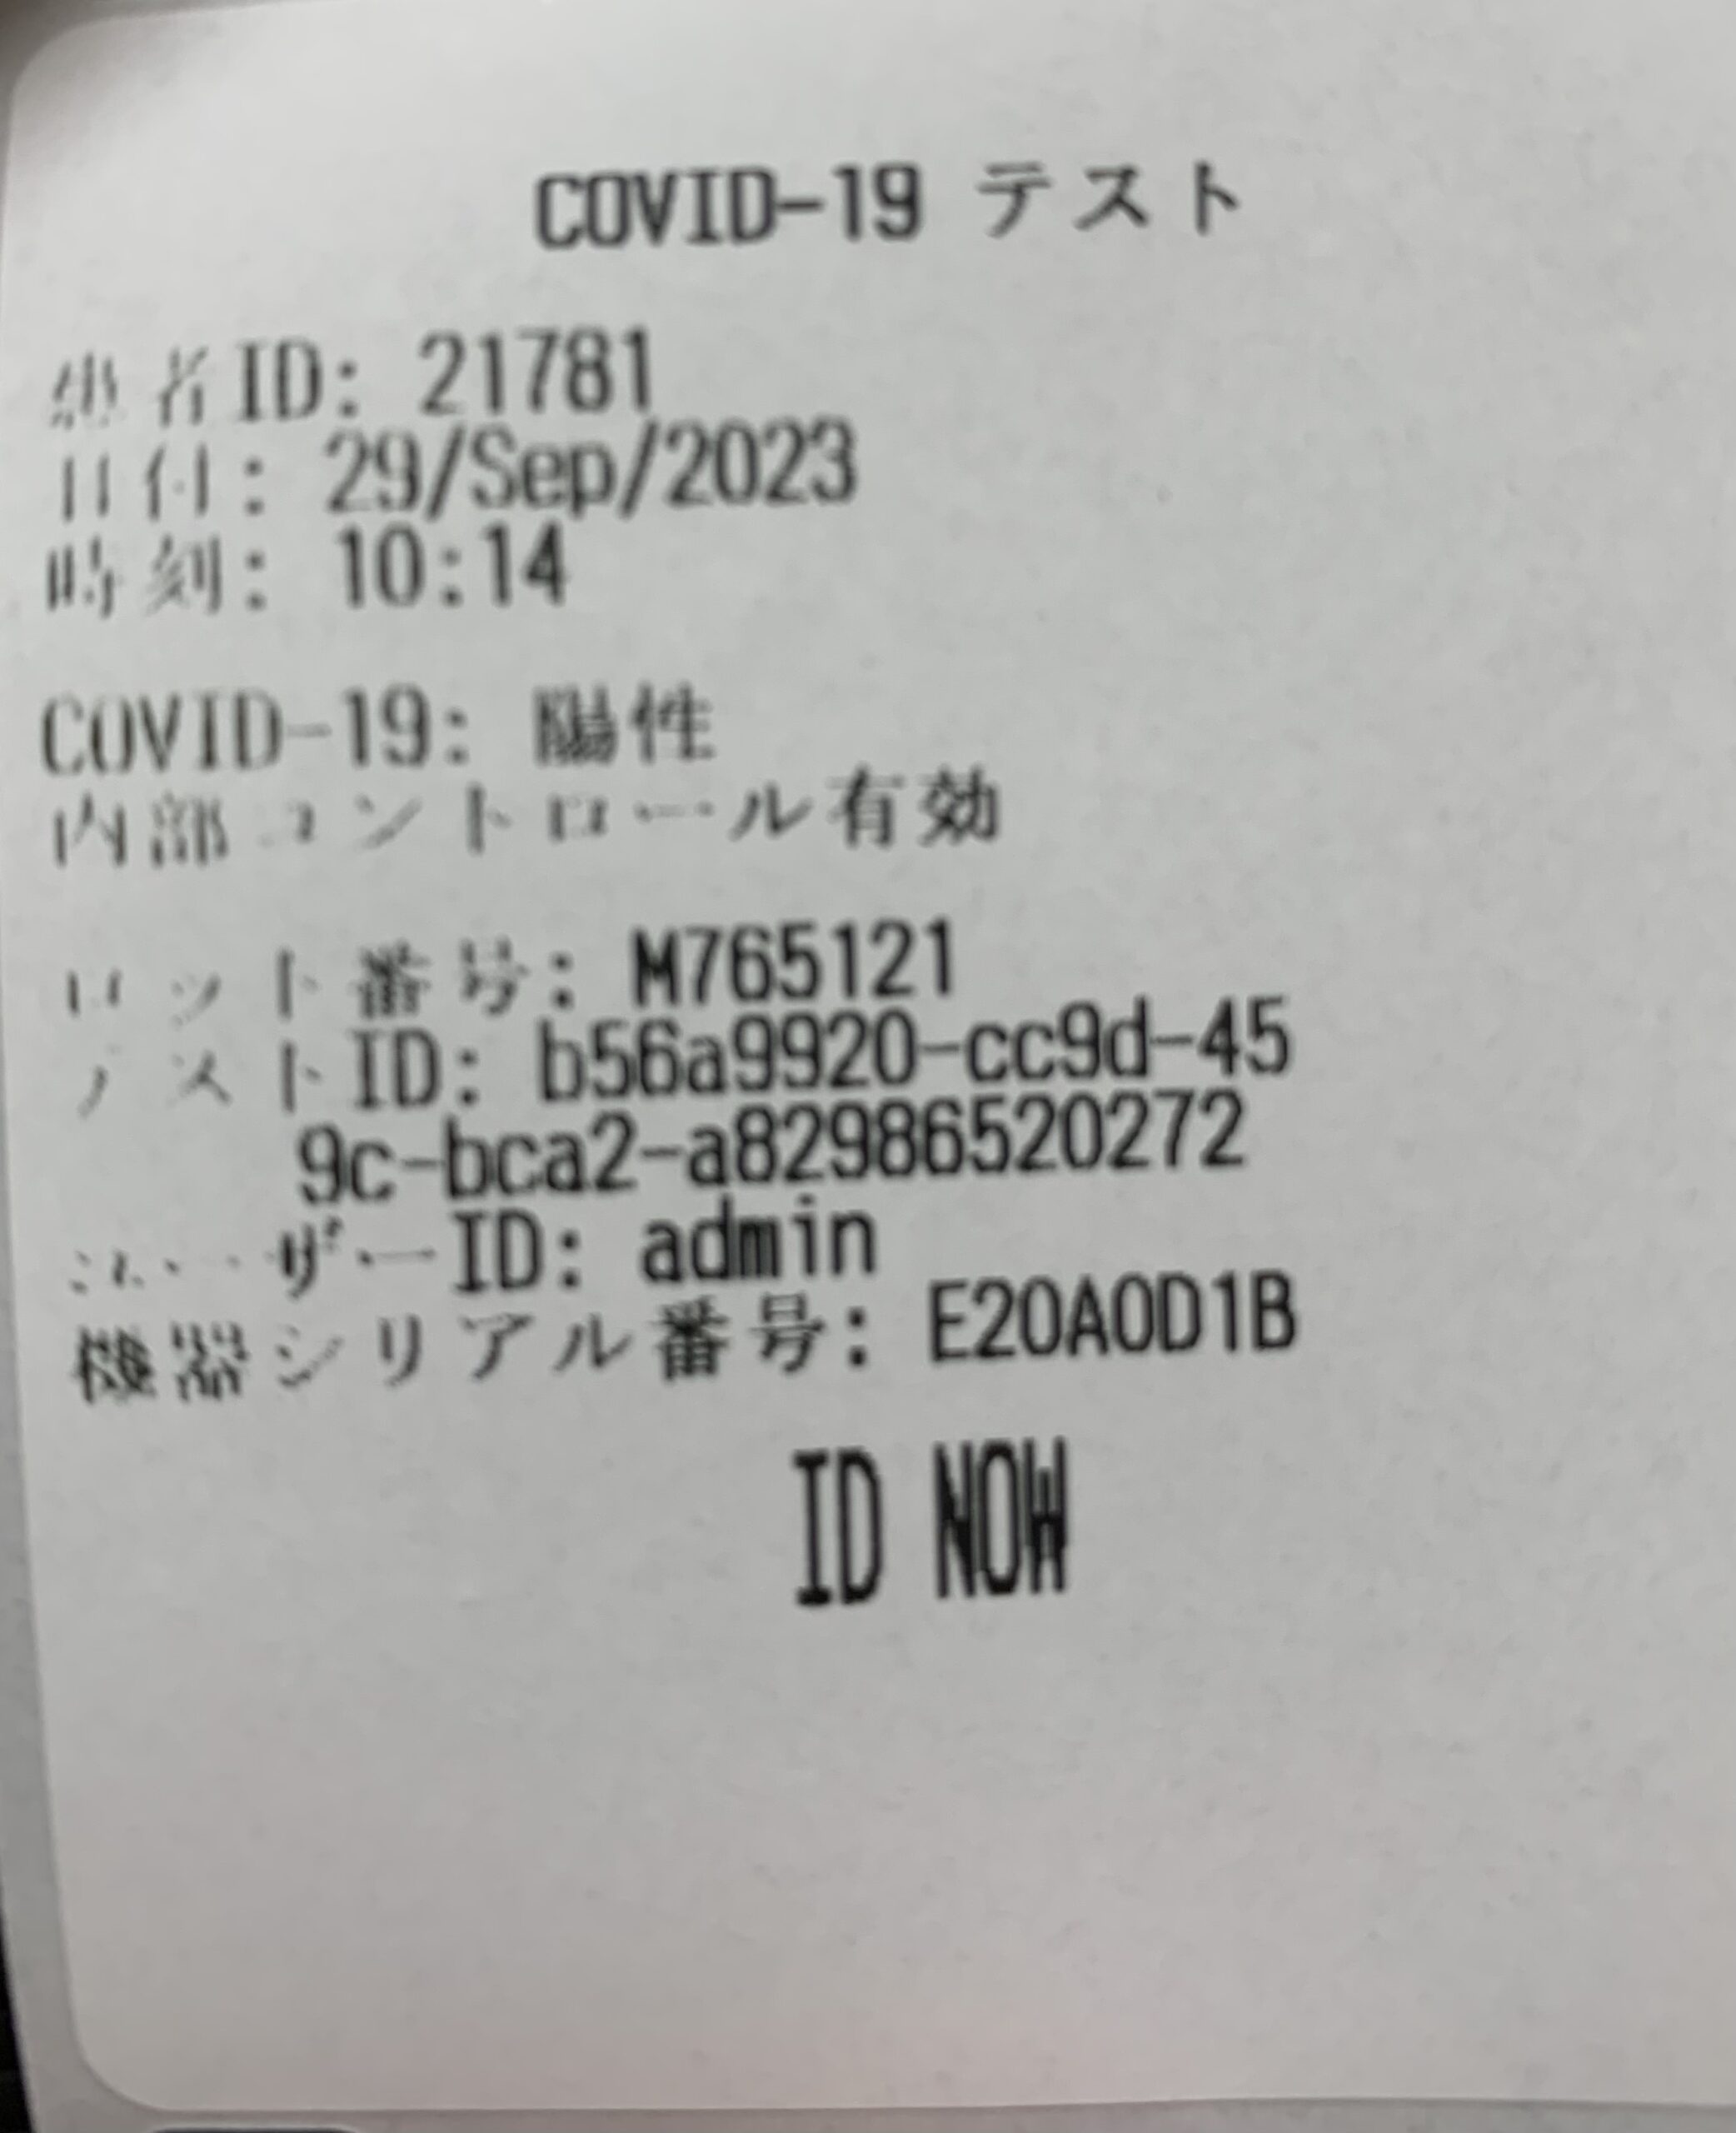 COVID-19 テスト
患者ID: 21781
日付: 29/Sep/2023
時刻: 10:14
COVID-19: 陽性
内部コントロール有効
ロット番号: M765121
テストID: b56a9920-cc9d-45
9c-bca2-a82986520272
ユーザーID: admin
機器シリアル番号: E20A0D1B
ID NOW